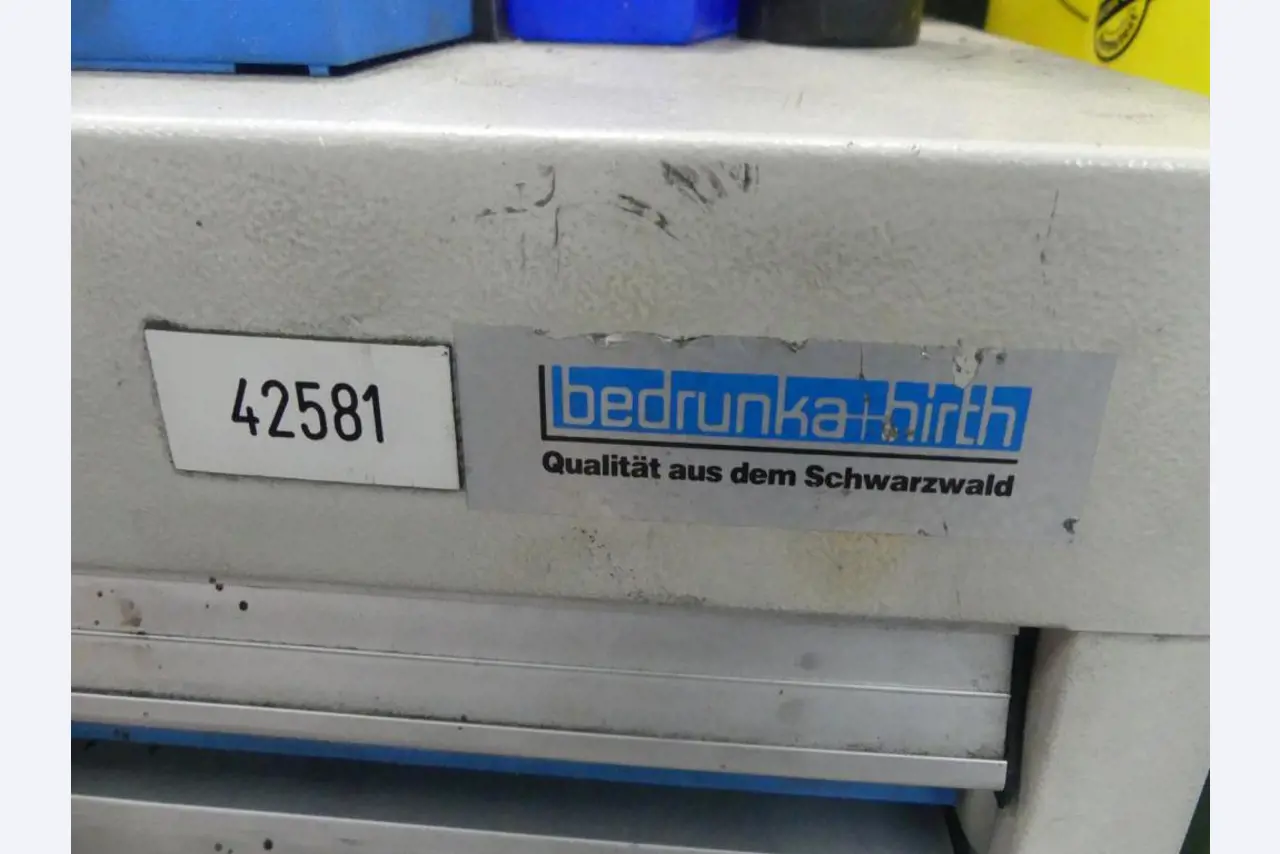 42581
bedrunka+hirth
Qualität aus dem Schwarzwald